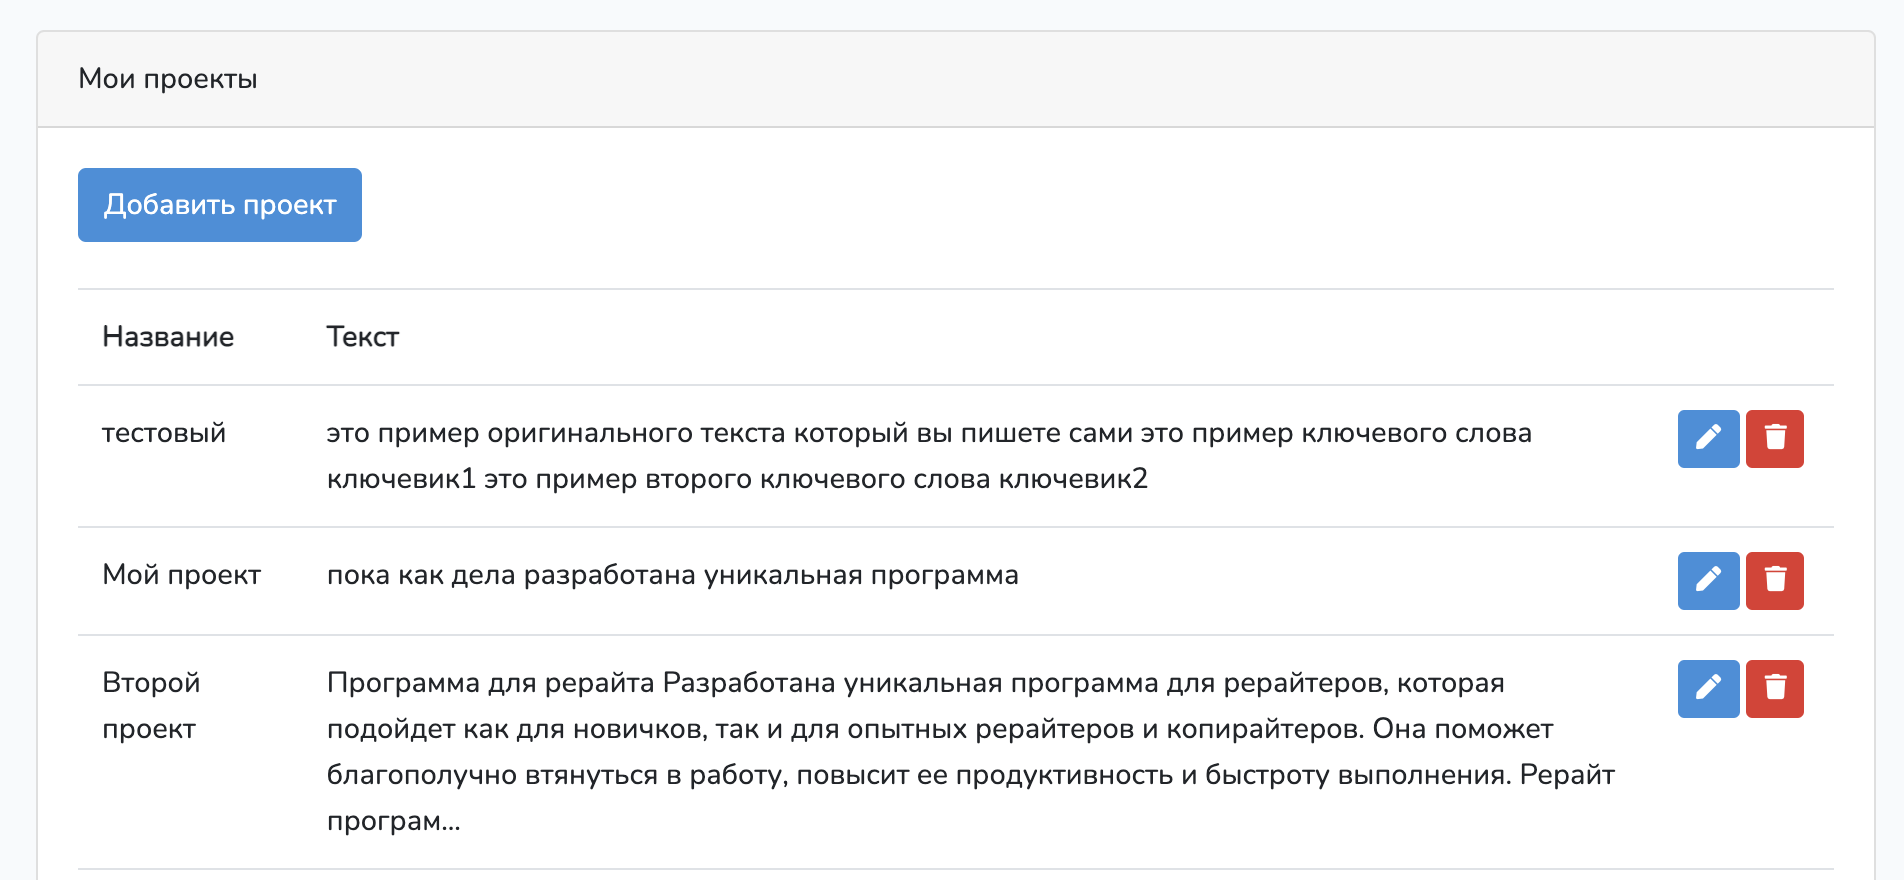 Мои проекты
Добавить проект
Название Текст
тестовый это пример оригинального текста который вы пишете сами это пример ключевого слова
ключевик1 это пример второго ключевого слова ключевик2
Мой проект пока как дела разработана уникальная программа
Второй Программа для рерайта Разработана уникальная программа для рерайтеров, которая
проект подойдет как для новичков, так и для опытных рерайтеров и копирайтеров. Она поможет
благополучно втянуться в работу, повысит ее продуктивность и быстроту выполнения. Рерайт
програм...